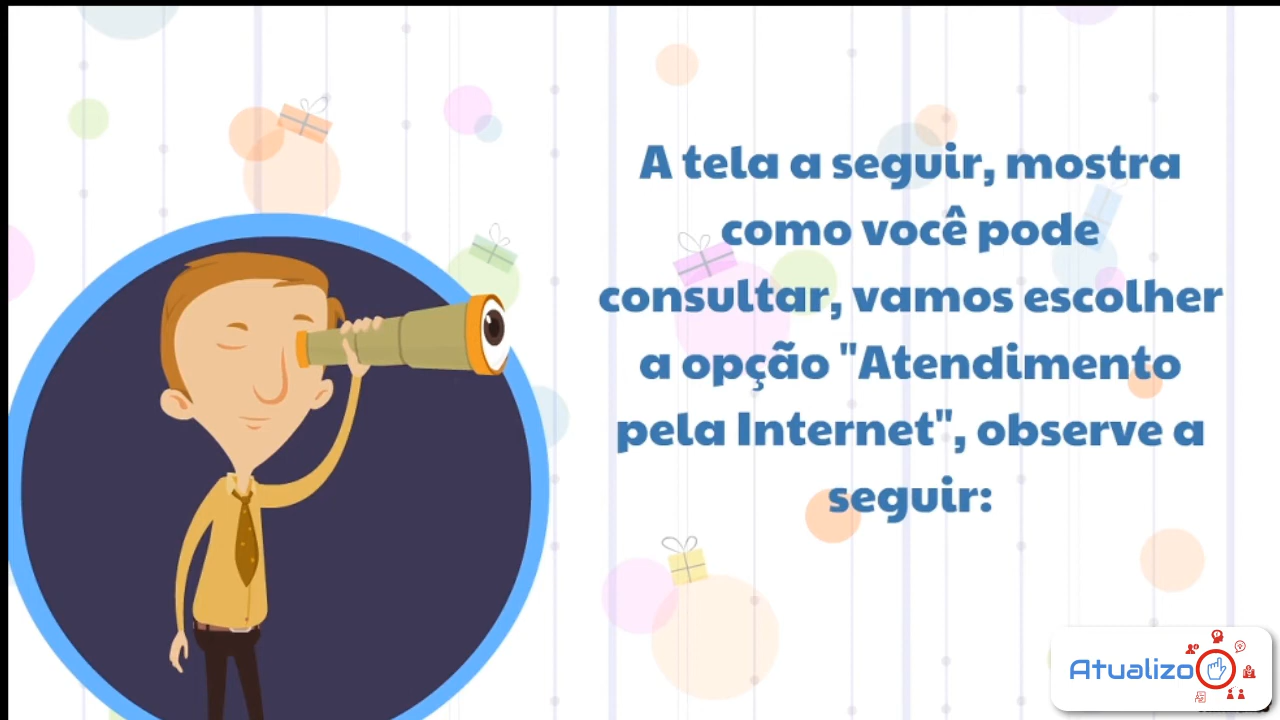 A tela a seguir, mostra
como você pode
consultar, vamos escolher
a opção "Atendimento
pela Internet", observe a
seguir:
Atualizo